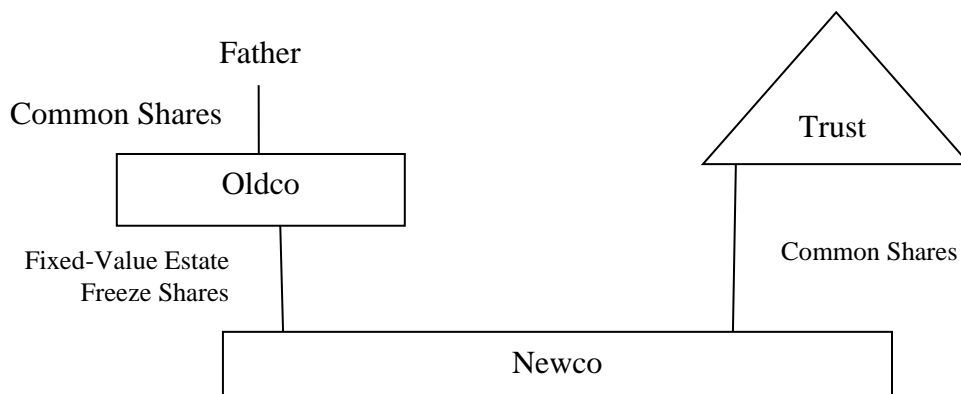 Father
Common Shares
Trust
Oldco
Fixed-Value Estate
Freeze Shares
Common Shares
Newco